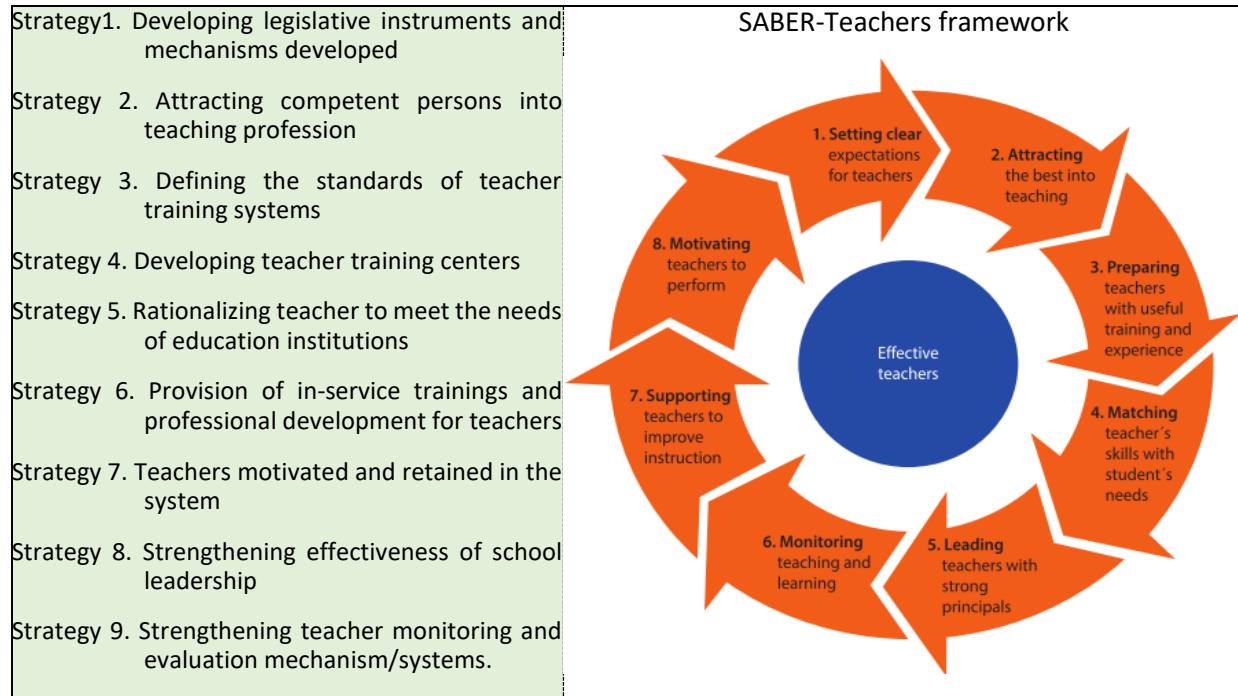 Strategy1. Developing legislative instruments and
mechanisms developed
Strategy 2. Attracting competent persons into
teaching profession
Strategy 3. Defining the standards of teacher
training systems
Strategy 4. Developing teacher training centers
Strategy 5. Rationalizing teacher to meet the needs
of education institutions
Strategy 6. Provision of in-service trainings and
professional development for teachers
Strategy 7. Teachers motivated and retained in the
system
Strategy 8. Strengthening effectiveness of school
leadership
Strategy 9. Strengthening teacher monitoring and
evaluation mechanism/systems.
SABER-Teachers framework
1. Setting clear
expectations
for teachers
2. Attracting
the best into
teaching
3. Preparing
teachers
with useful
training and
experience
4. Matching
teacher´s
skills with
student´s
needs
5. Leading
teachers with
strong
principals
6. Monitoring
teaching and
learning
7. Supporting
teachers to
improve
instruction
8. Motivating
teachers to
perform
Effective
teachers